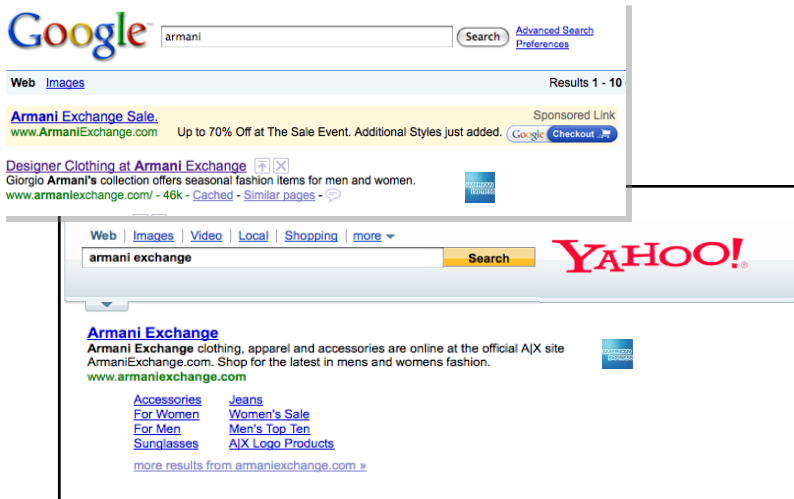 Google™ armani Search Advanced Search
Preferences
Web Images Results 1 - 10
Armani Exchange Sale. Sponsored Link
www.ArmaniExchange.com Up to 70% Off at The Sale Event. Additional Styles just added. Google Checkout
Designer Clothing at Armani Exchange
Giorgio Armani's collection offers seasonal fashion items for men and women.
www.armaniexchange.com/ - 46k - Cached - Similar pages -
AMERICAN EXPRESS
Web | Images | Video | Local | Shopping | more
armani exchange Search YAHOO!®
Armani Exchange
Armani Exchange clothing, apparel and accessories are online at the official A|X site
ArmaniExchange.com. Shop for the latest in mens and womens fashion.
AMERICAN EXPRESS
www.armaniexchange.com
Accessories Jeans
For Women Women's Sale
For Men Men's Top Ten
Sunglasses A|X Logo Products
more results from armaniexchange.com »